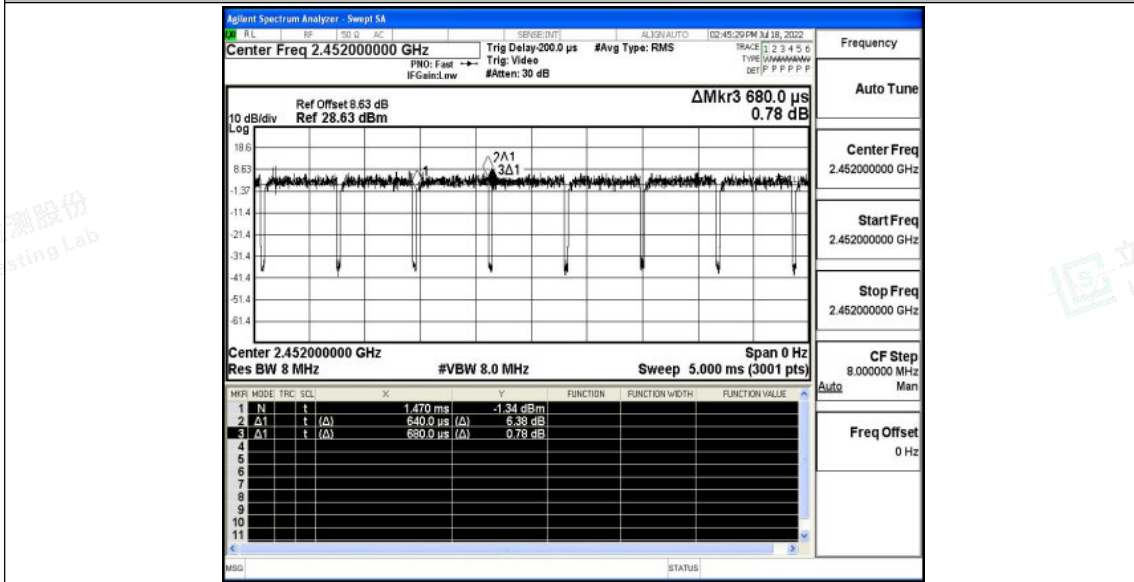 Agilent Spectrum Analyzer - Swept SA
RL RF 50 Ω AC SENSE:INT ALIGNAUTO 02:45:29 PM Jul 18, 2022
Center Freq 2.452000000 GHz
Trig Delay-200.0 µs #Avg Type: RMS
TRACE 1 2 3 4 5 6
PNO: Fast Trig: Video
TYPE
IFGain:Low #Atten: 30 dB
DET P P P P P P
ΔMkr3 680.0 µs
0.78 dB
Ref Offset 8.63 dB
10 dB/div Ref 28.63 dBm
Log
18.6
8.63
-1.37
-11.4
-21.4
-31.4
-41.4
-51.4
-61.4
1
2Δ1
3Δ1
Center 2.452000000 GHz Span 0 Hz
Res BW 8 MHz #VBW 8.0 MHz Sweep 5.000 ms (3001 pts)
MKR MODE TRC SCL X Y FUNCTION FUNCTION WIDTH FUNCTION VALUE
1 N t 1.470 ms -1.34 dBm
2 Δ1 t (Δ) 640.0 µs (Δ) 6.38 dB
3 Δ1 t (Δ) 680.0 µs (Δ) 0.78 dB
4
5
6
7
8
9
10
11
MSG STATUS
Frequency
Auto Tune
Center Freq
2.452000000 GHz
Start Freq
2.452000000 GHz
Stop Freq
2.452000000 GHz
CF Step
8.000000 MHz
Auto Man
Freq Offset
0 Hz
测股份
esting Lab
立